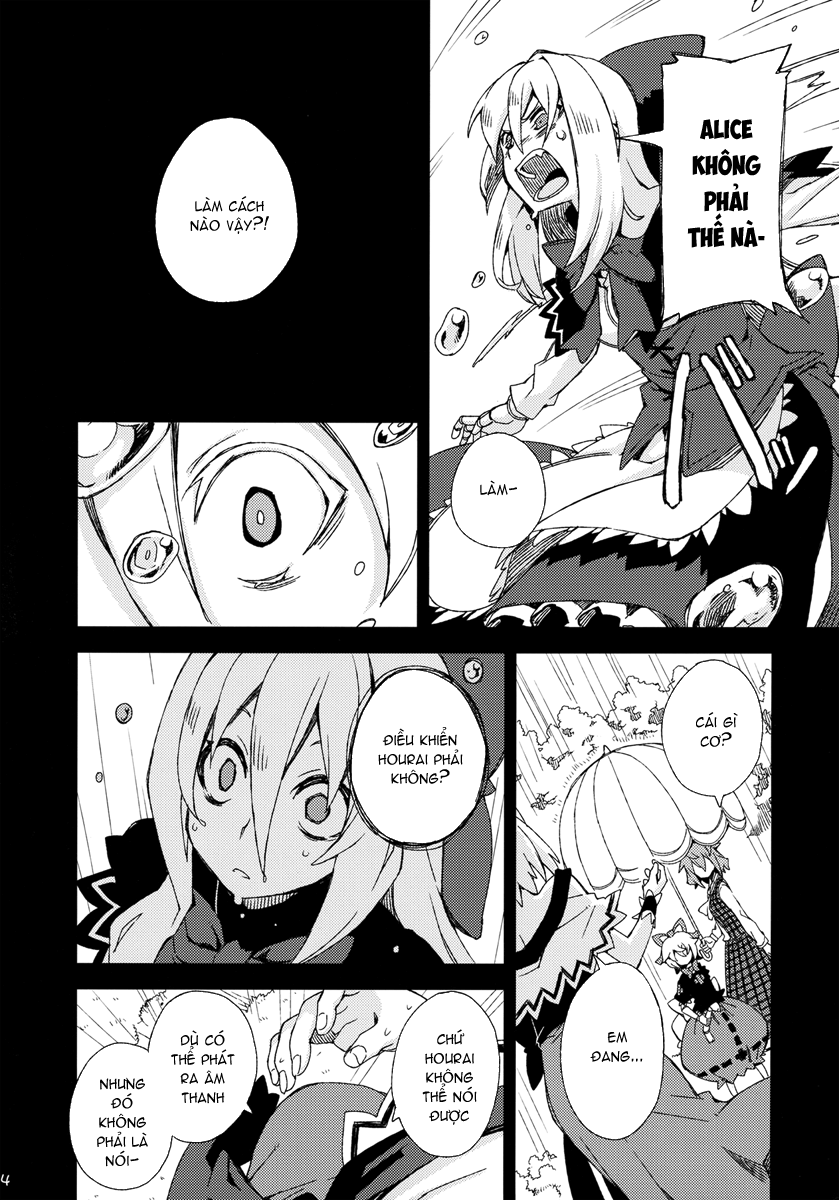 ALICE
KHÔNG
PHẢI
THẾ NÀ-
LÀM-
LÀM CÁCH
NÀO VẬY?!
CÁI GÌ
CƠ?
EM
ĐANG...
ĐIỀU KHIỂN
HOURAI PHẢI
KHÔNG?
CHỨ
HOURAI
KHÔNG
THỂ NÓI
ĐƯỢC
DÙ CÓ
THỂ PHÁT
RA ÂM
THANH
NHƯNG
ĐÓ
KHÔNG
PHẢI LÀ
NÓI-
4